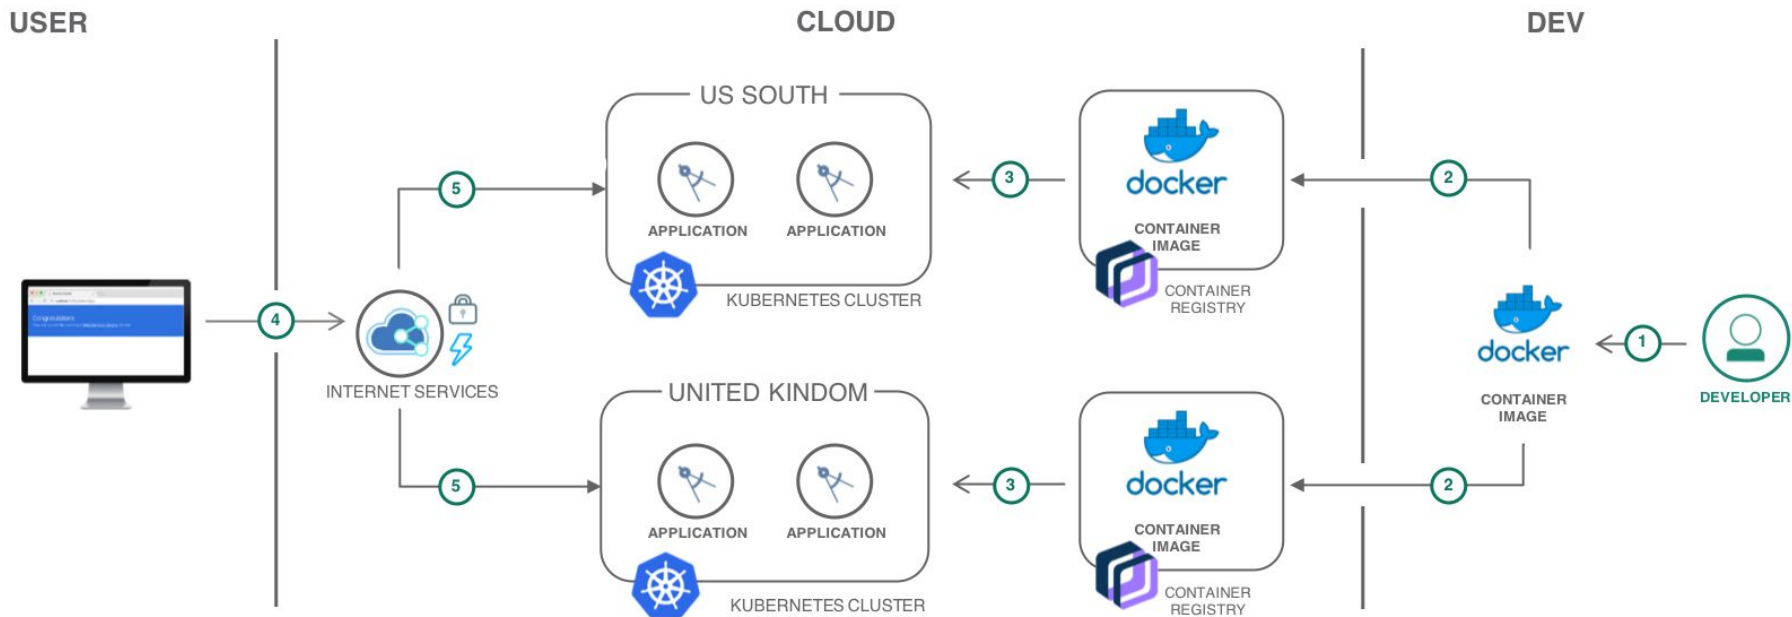 USER
CLOUD
DEV
US SOUTH
APPLICATION
APPLICATION
KUBERNETES CLUSTER
5
3
docker
CONTAINER
IMAGE
CONTAINER
REGISTRY
2
4
INTERNET SERVICES
docker
CONTAINER
IMAGE
1
DEVELOPER
UNITED KINDOM
APPLICATION
APPLICATION
KUBERNETES CLUSTER
5
3
docker
CONTAINER
IMAGE
CONTAINER
REGISTRY
2
Congratulations